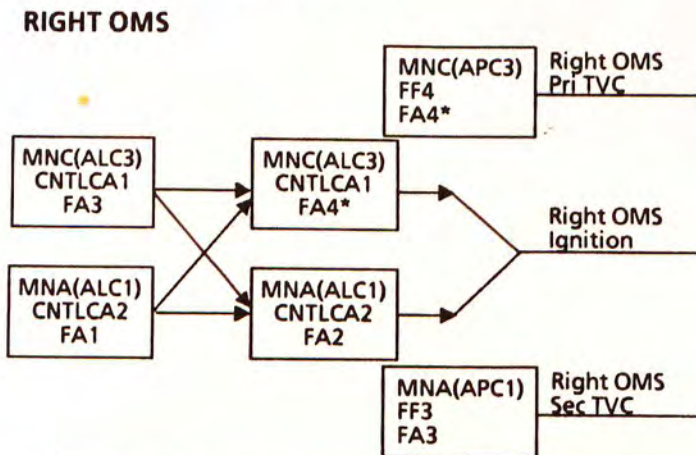 RIGHT OMS
MNC(APC3)
FF4
FA4*
Right OMS
Pri TVC
MNC(ALC3)
CNTLCA1
FA3
MNC(ALC3)
CNTLCA1
FA4*
Right OMS
Ignition
MNA(ALC1)
CNTLCA2
FA1
MNA(ALC1)
CNTLCA2
FA2
MNA(APC1)
FF3
FA3
Right OMS
Sec TVC